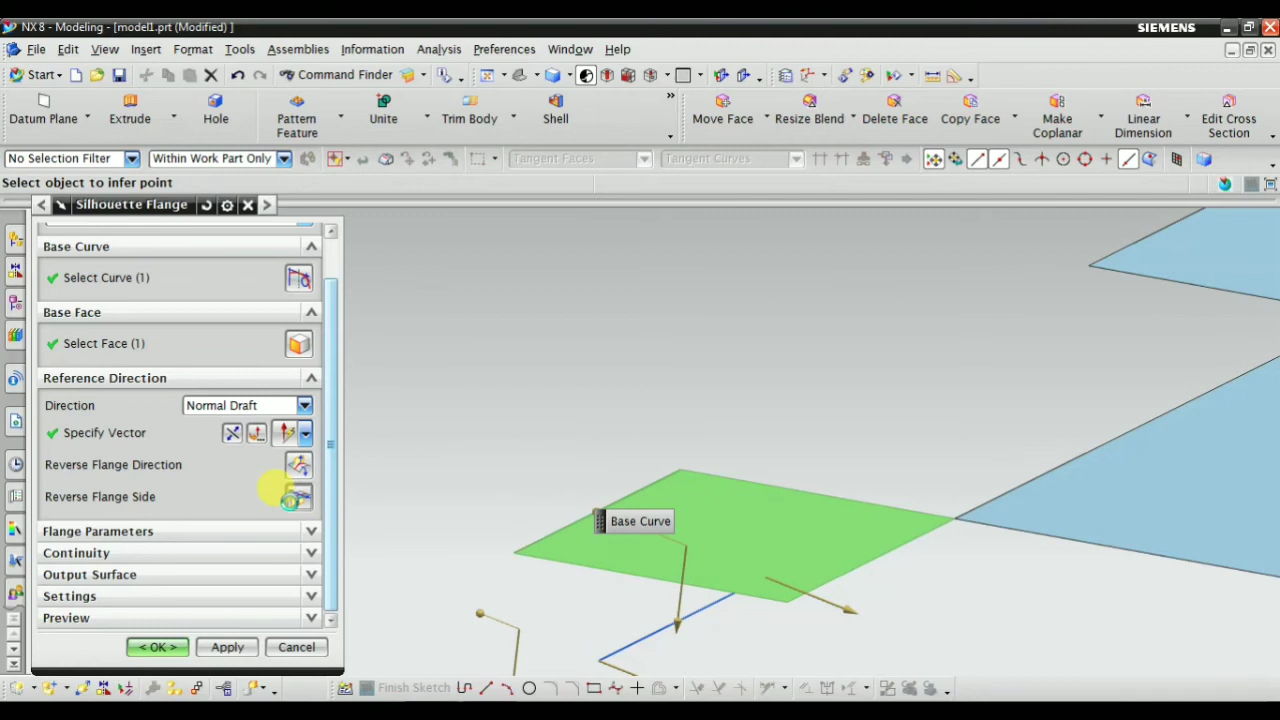 NX 8 - Modeling - [model1.prt (Modified) ]
SIEMENS
File Edit View Insert Format Tools Assemblies Information Analysis Preferences Window Help
Start Command Finder
Datum Plane Extrude Hole Pattern Feature Unite Trim Body Shell Move Face Resize Blend Delete Face Copy Face Make Coplanar Linear Dimension Edit Cross Section
No Selection Filter Within Work Part Only Tangent Faces Tangent Curves
Select object to infer point
Silhouette Flange
Base Curve
Select Curve (1)
Base Face
Select Face (1)
Reference Direction
Direction Normal Draft
Specify Vector
Reverse Flange Direction
Reverse Flange Side
Base Curve
Flange Parameters
Continuity
Output Surface
Settings
Preview
< OK > Apply Cancel
Finish Sketch